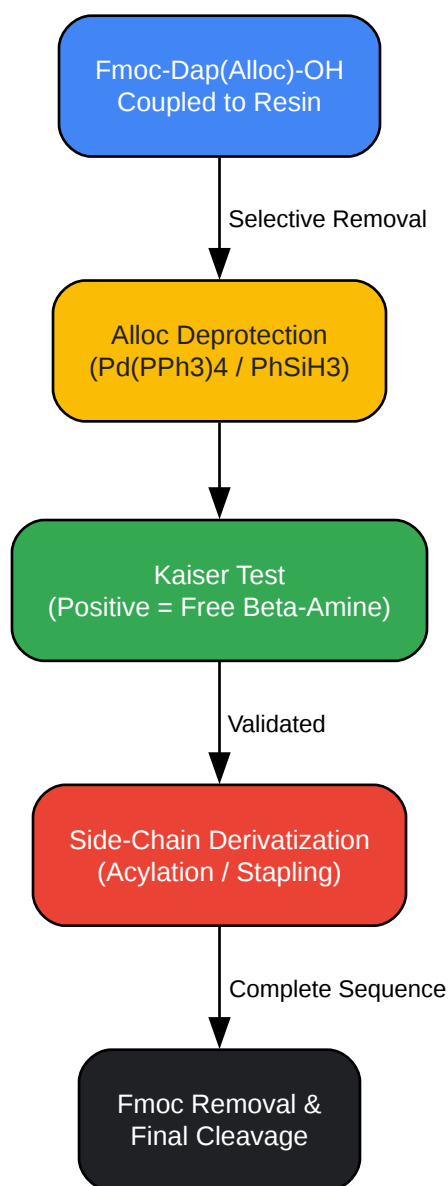 Fmoc-Dap(Alloc)-OH
Coupled to Resin
Selective Removal
Alloc Deprotection
(Pd(PPh3)4 / PhSiH3)
Kaiser Test
(Positive = Free Beta-Amine)
Validated
Side-Chain Derivatization
(Acylation / Stapling)
Complete Sequence
Fmoc Removal &
Final Cleavage